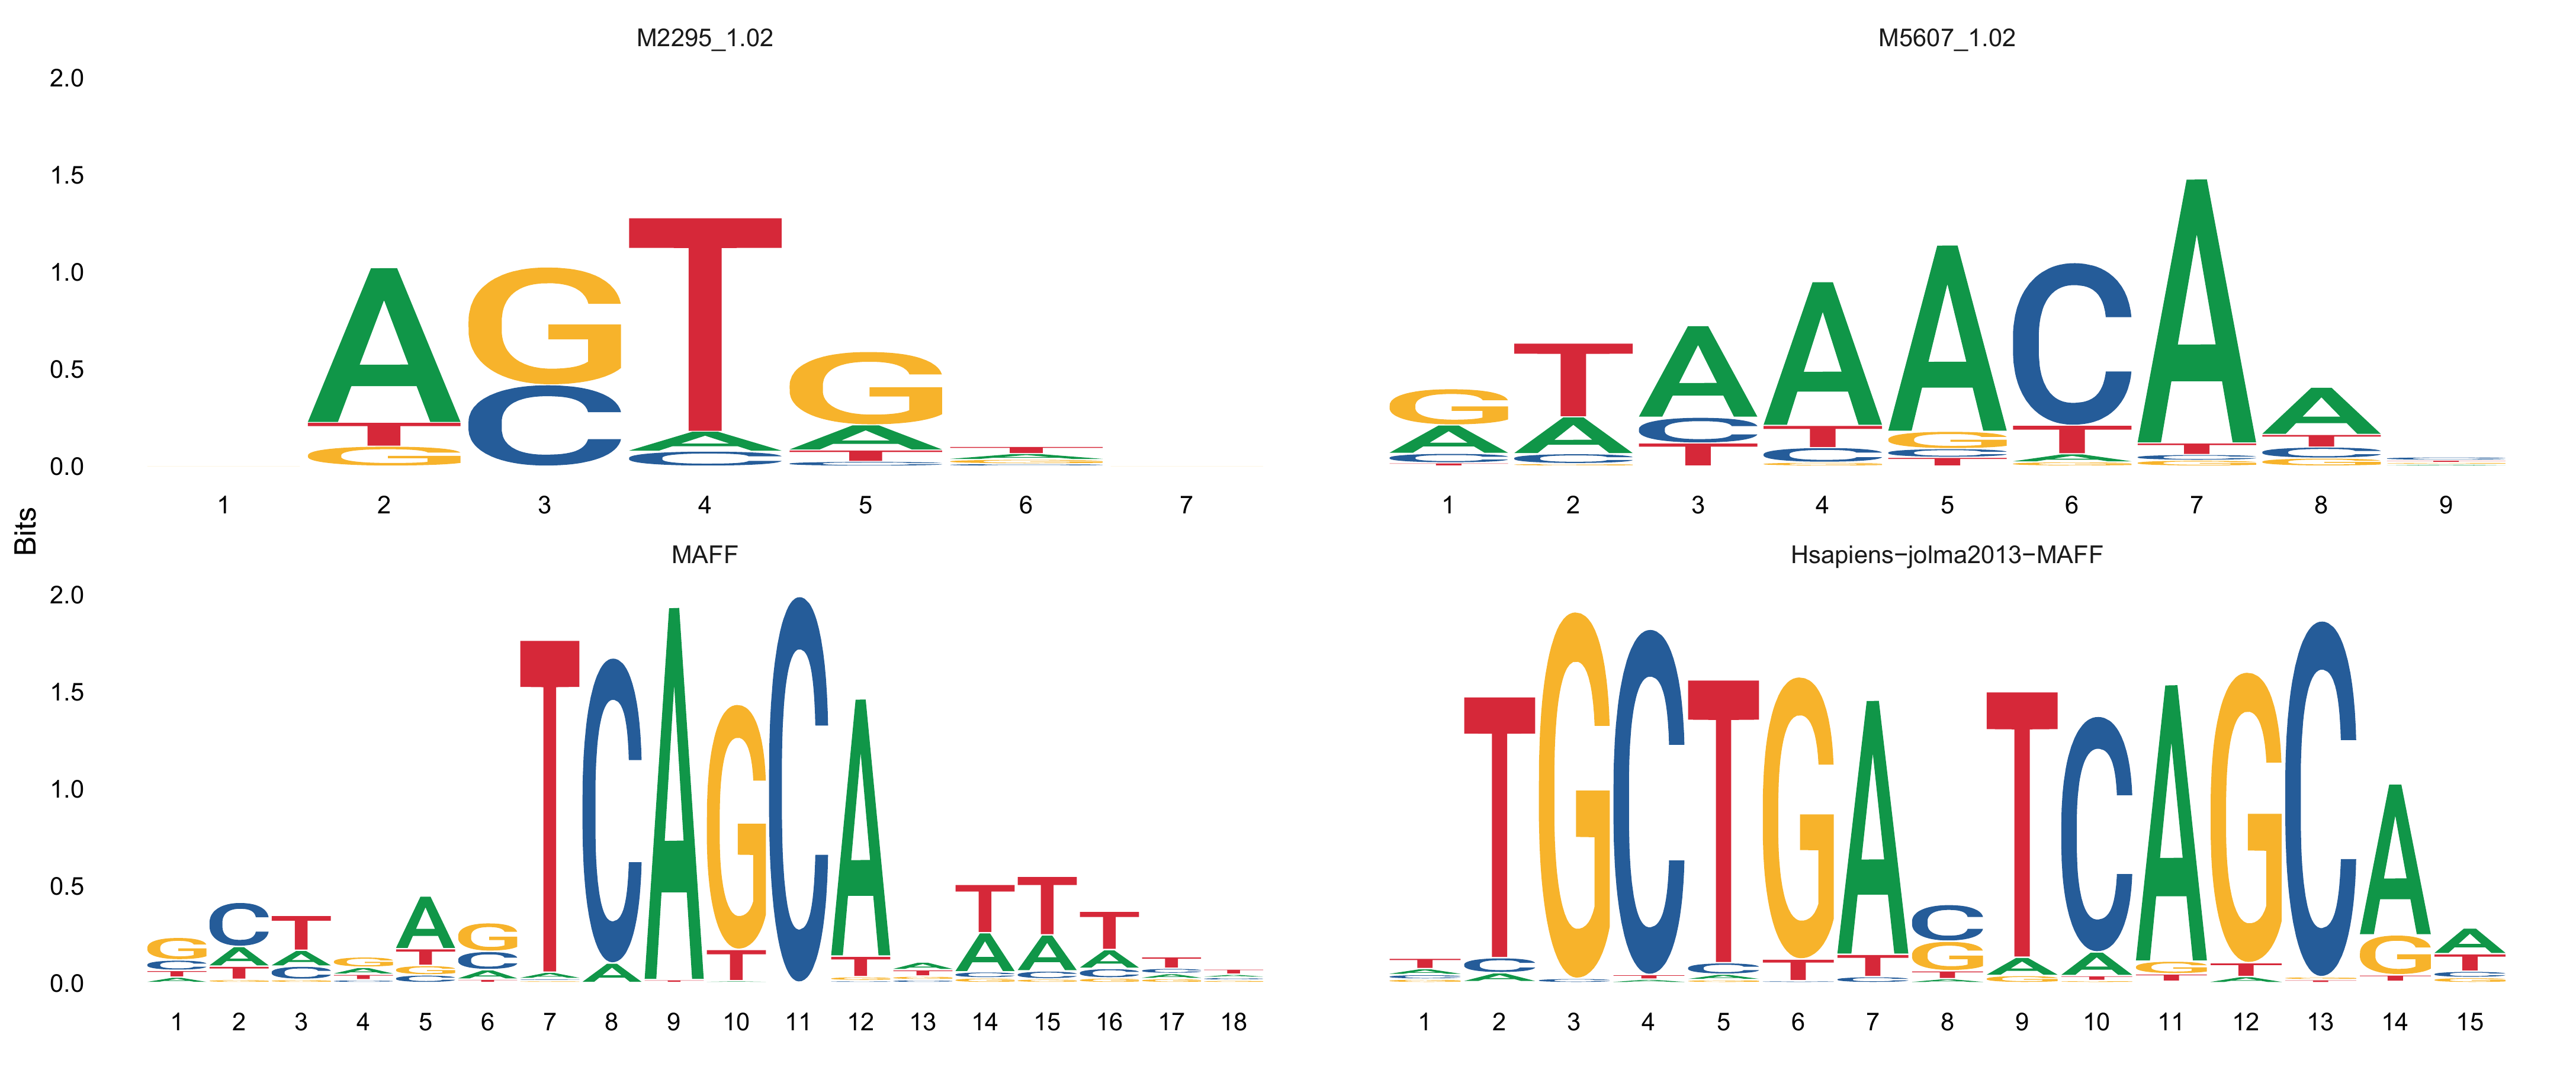 M2295_1.02
M5607_1.02
2.0
1.5
1.0
0.5
0.0
A T G
G C
T A C
G A T C
T A G C
1 2 3 4 5 6 7
G A C T
T A C G
A C T
A T C G
A G C T
C T A G
A T C G
A T C G
1 2 3 4 5 6 7 8 9
Bits
MAFF
Hsapiens−jolma2013−MAFF
2.0
1.5
1.0
0.5
0.0
G C T A
C A T G
T A C
G A T C
A T G C
G C A T
T A
C A
A T
G T
C
A T G
A T G C
T A C G
T A C G
T A C G
T C G
T A
1 2 3 4 5 6 7 8 9 10 11 12 13 14 15 16 17 18
T A C G
T C A
G C
C T A
T C A G
G T
A T C
C G T A
T A G
C A T
A G T
G T A
C G T
A G T
A T C G
1 2 3 4 5 6 7 8 9 10 11 12 13 14 15